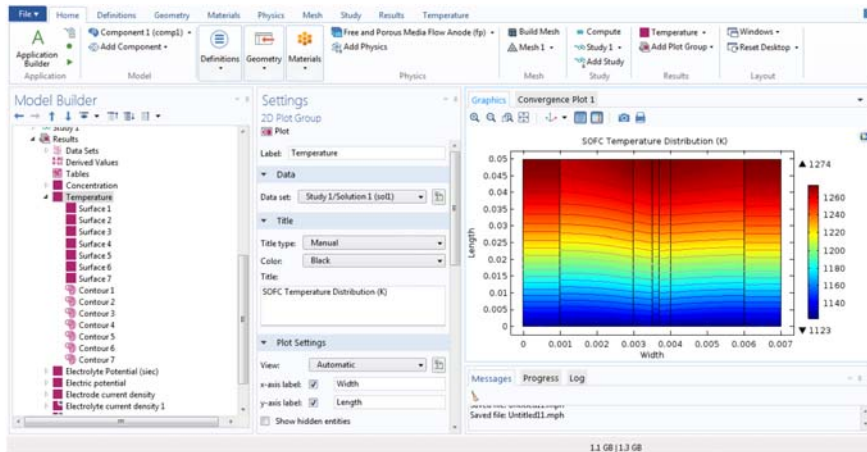 File Home Definitions Geometry Materials Physics Mesh Study Results Temperature
A Component 1 (comp1) Free and Porous Media Flow Anode (fp) Build Mesh Compute Temperature Windows
Application Builder Add Component Definitions Geometry Materials Add Physics Mesh 1 Study 1 Add Plot Group Reset Desktop
Add Study
Application Model Physics Mesh Study Results Layout
Model Builder
Study 1
Results
Data Sets
Derived Values
Tables
Concentration
Temperature
Surface 1
Surface 2
Surface 3
Surface 4
Surface 5
Surface 6
Surface 7
Contour 1
Contour 2
Contour 3
Contour 4
Contour 5
Contour 6
Contour 7
Electrolyte Potential (siec)
Electric potential
Electrode current density
Electrolyte current density 1
Settings
2D Plot Group
Plot
Label: Temperature
Data
Data set: Study 1/Solution 1 (sol1)
Title
Title type: Manual
Color: Black
Title:
SOFC Temperature Distribution (K)
Plot Settings
View: Automatic
x-axis label: Width
y-axis label: Length
Show hidden entities
Graphics Convergence Plot 1
SOFC Temperature Distribution (K)
0.05
0.045
0.04
0.035
0.03
0.025
0.02
0.015
0.01
0.005
0
Length
0 0.001 0.002 0.003 0.004 0.005 0.006 0.007
Width
▲ 1274
1260
1240
1220
1200
1180
1160
1140
▼ 1123
Messages Progress Log
Saved file: Untitled11.mph
1.1 GB | 1.3 GB